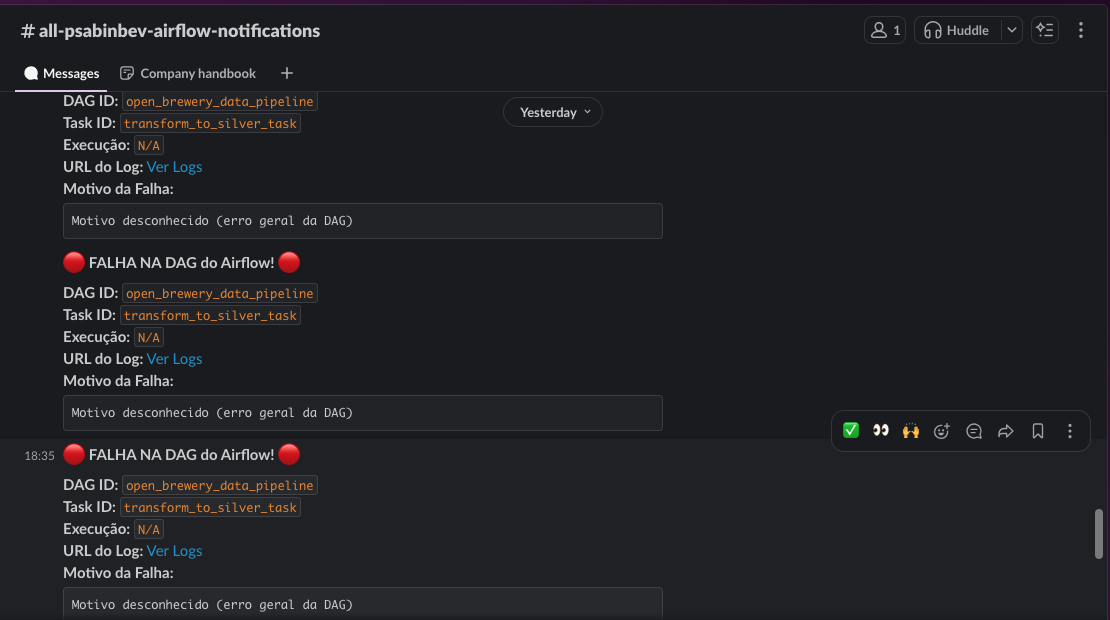 # all-psabinbev-airflow-notifications
1
Huddle
Messages
Company handbook
Yesterday
DAG ID: open_brewery_data_pipeline
Task ID: transform_to_silver_task
Execução: N/A
URL do Log: Ver Logs
Motivo da Falha:
Motivo desconhecido (erro geral da DAG)
FALHA NA DAG do Airflow!
DAG ID: open_brewery_data_pipeline
Task ID: transform_to_silver_task
Execução: N/A
URL do Log: Ver Logs
Motivo da Falha:
Motivo desconhecido (erro geral da DAG)
18:35 FALHA NA DAG do Airflow!
DAG ID: open_brewery_data_pipeline
Task ID: transform_to_silver_task
Execução: N/A
URL do Log: Ver Logs
Motivo da Falha:
Motivo desconhecido (erro geral da DAG)